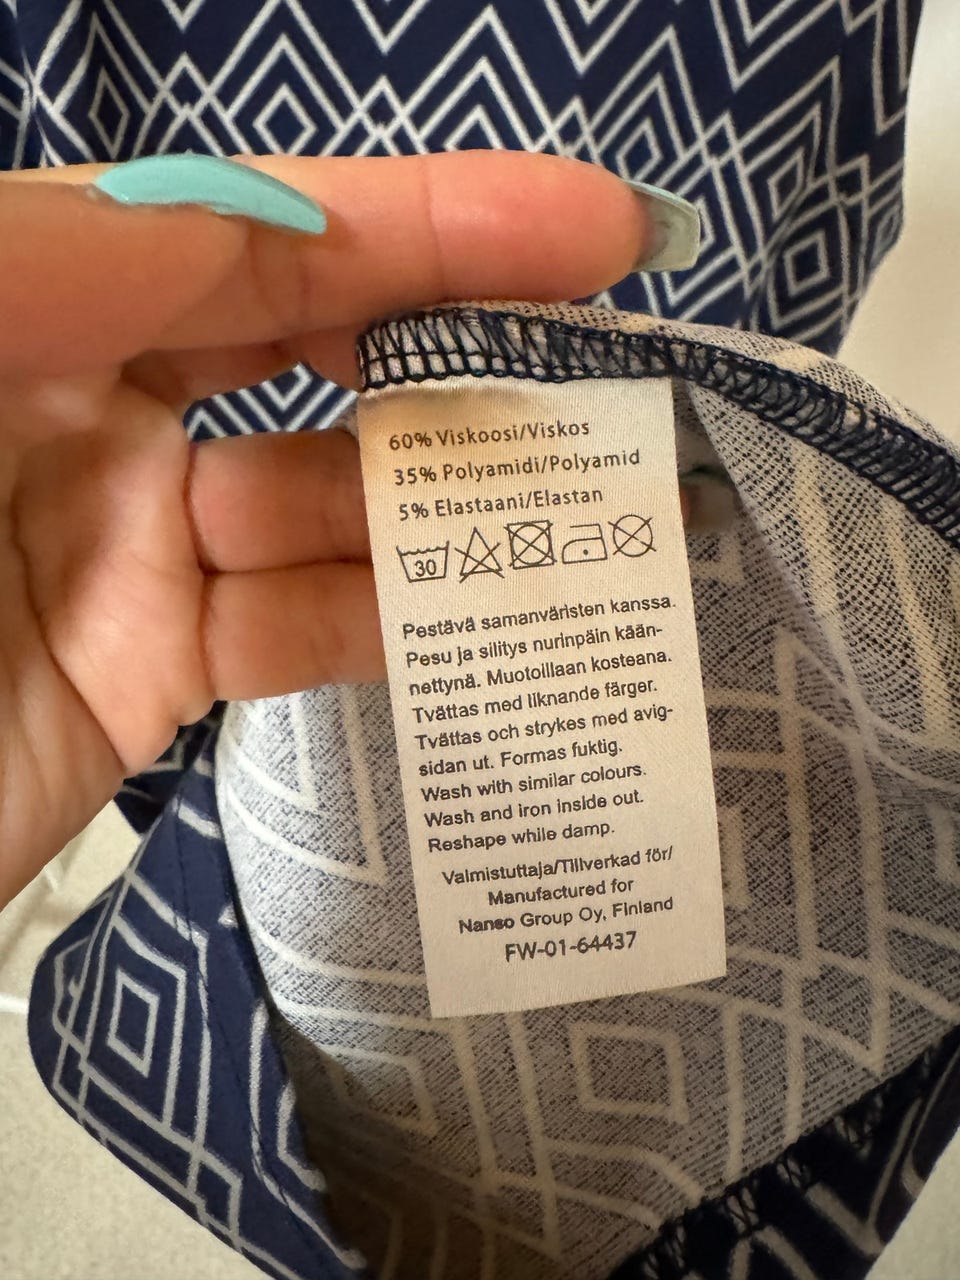 60% Viskoosi/Viskos
35% Polyamidi/Polyamid
5% Elastaani/Elastan
30
Pestävä samanväristen kanssa.
Pesu ja silitys nurinpäin kään-
nettynä. Muotoillaan kosteana.
Tvättas med liknande färger.
Tvättas och strykes med avig-
sidan ut. Formas fuktig.
Wash with similar colours.
Wash and iron inside out.
Reshape while damp.
Valmistuttaja/Tillverkad för/
Manufactured for
Nanso Group Oy, Finland
FW-01-64437